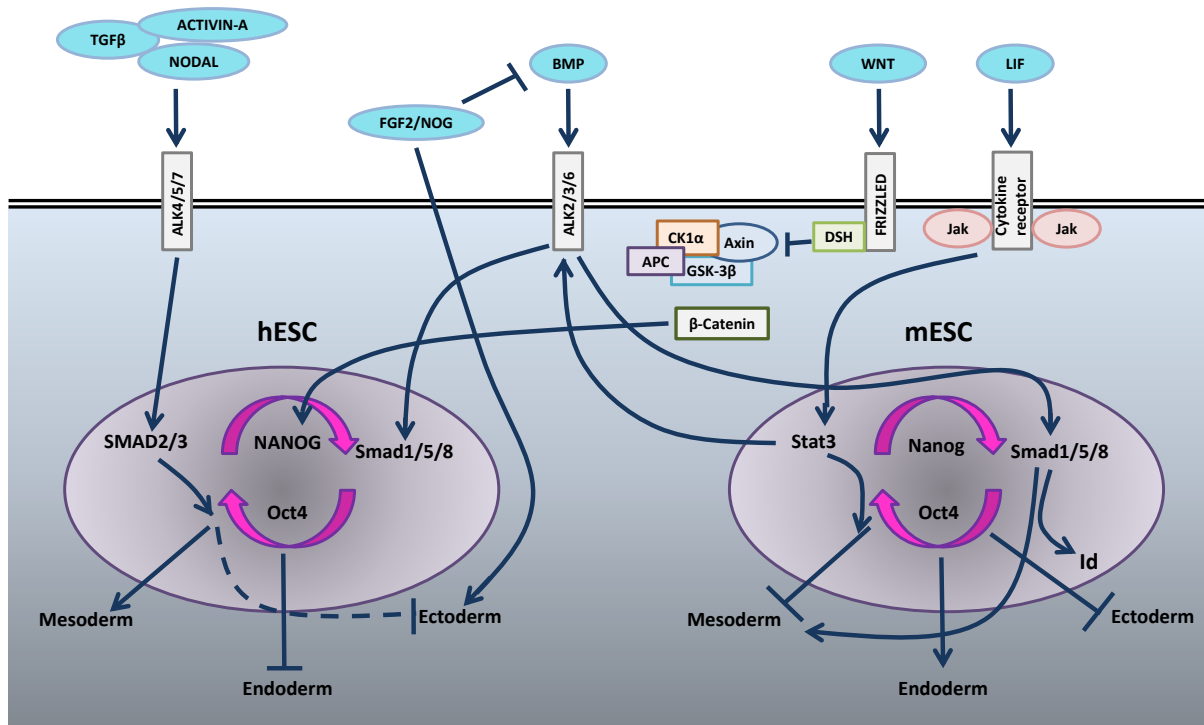 ACTIVIN-A
TGFβ
NODAL
BMP
WNT
LIF
FGF2/NOG
ALK4/5/7
ALK2/3/6
FRIZZLED
Cytokine
receptor
Jak
Jak
CK1α
Axin
DSH
APC
GSK-3β
β-Catenin
hESC
mESC
SMAD2/3
NANOG
Smad1/5/8
Oct4
Stat3
Nanog
Smad1/5/8
Oct4
Id
Mesoderm
Ectoderm
Endoderm
Mesoderm
Ectoderm
Endoderm